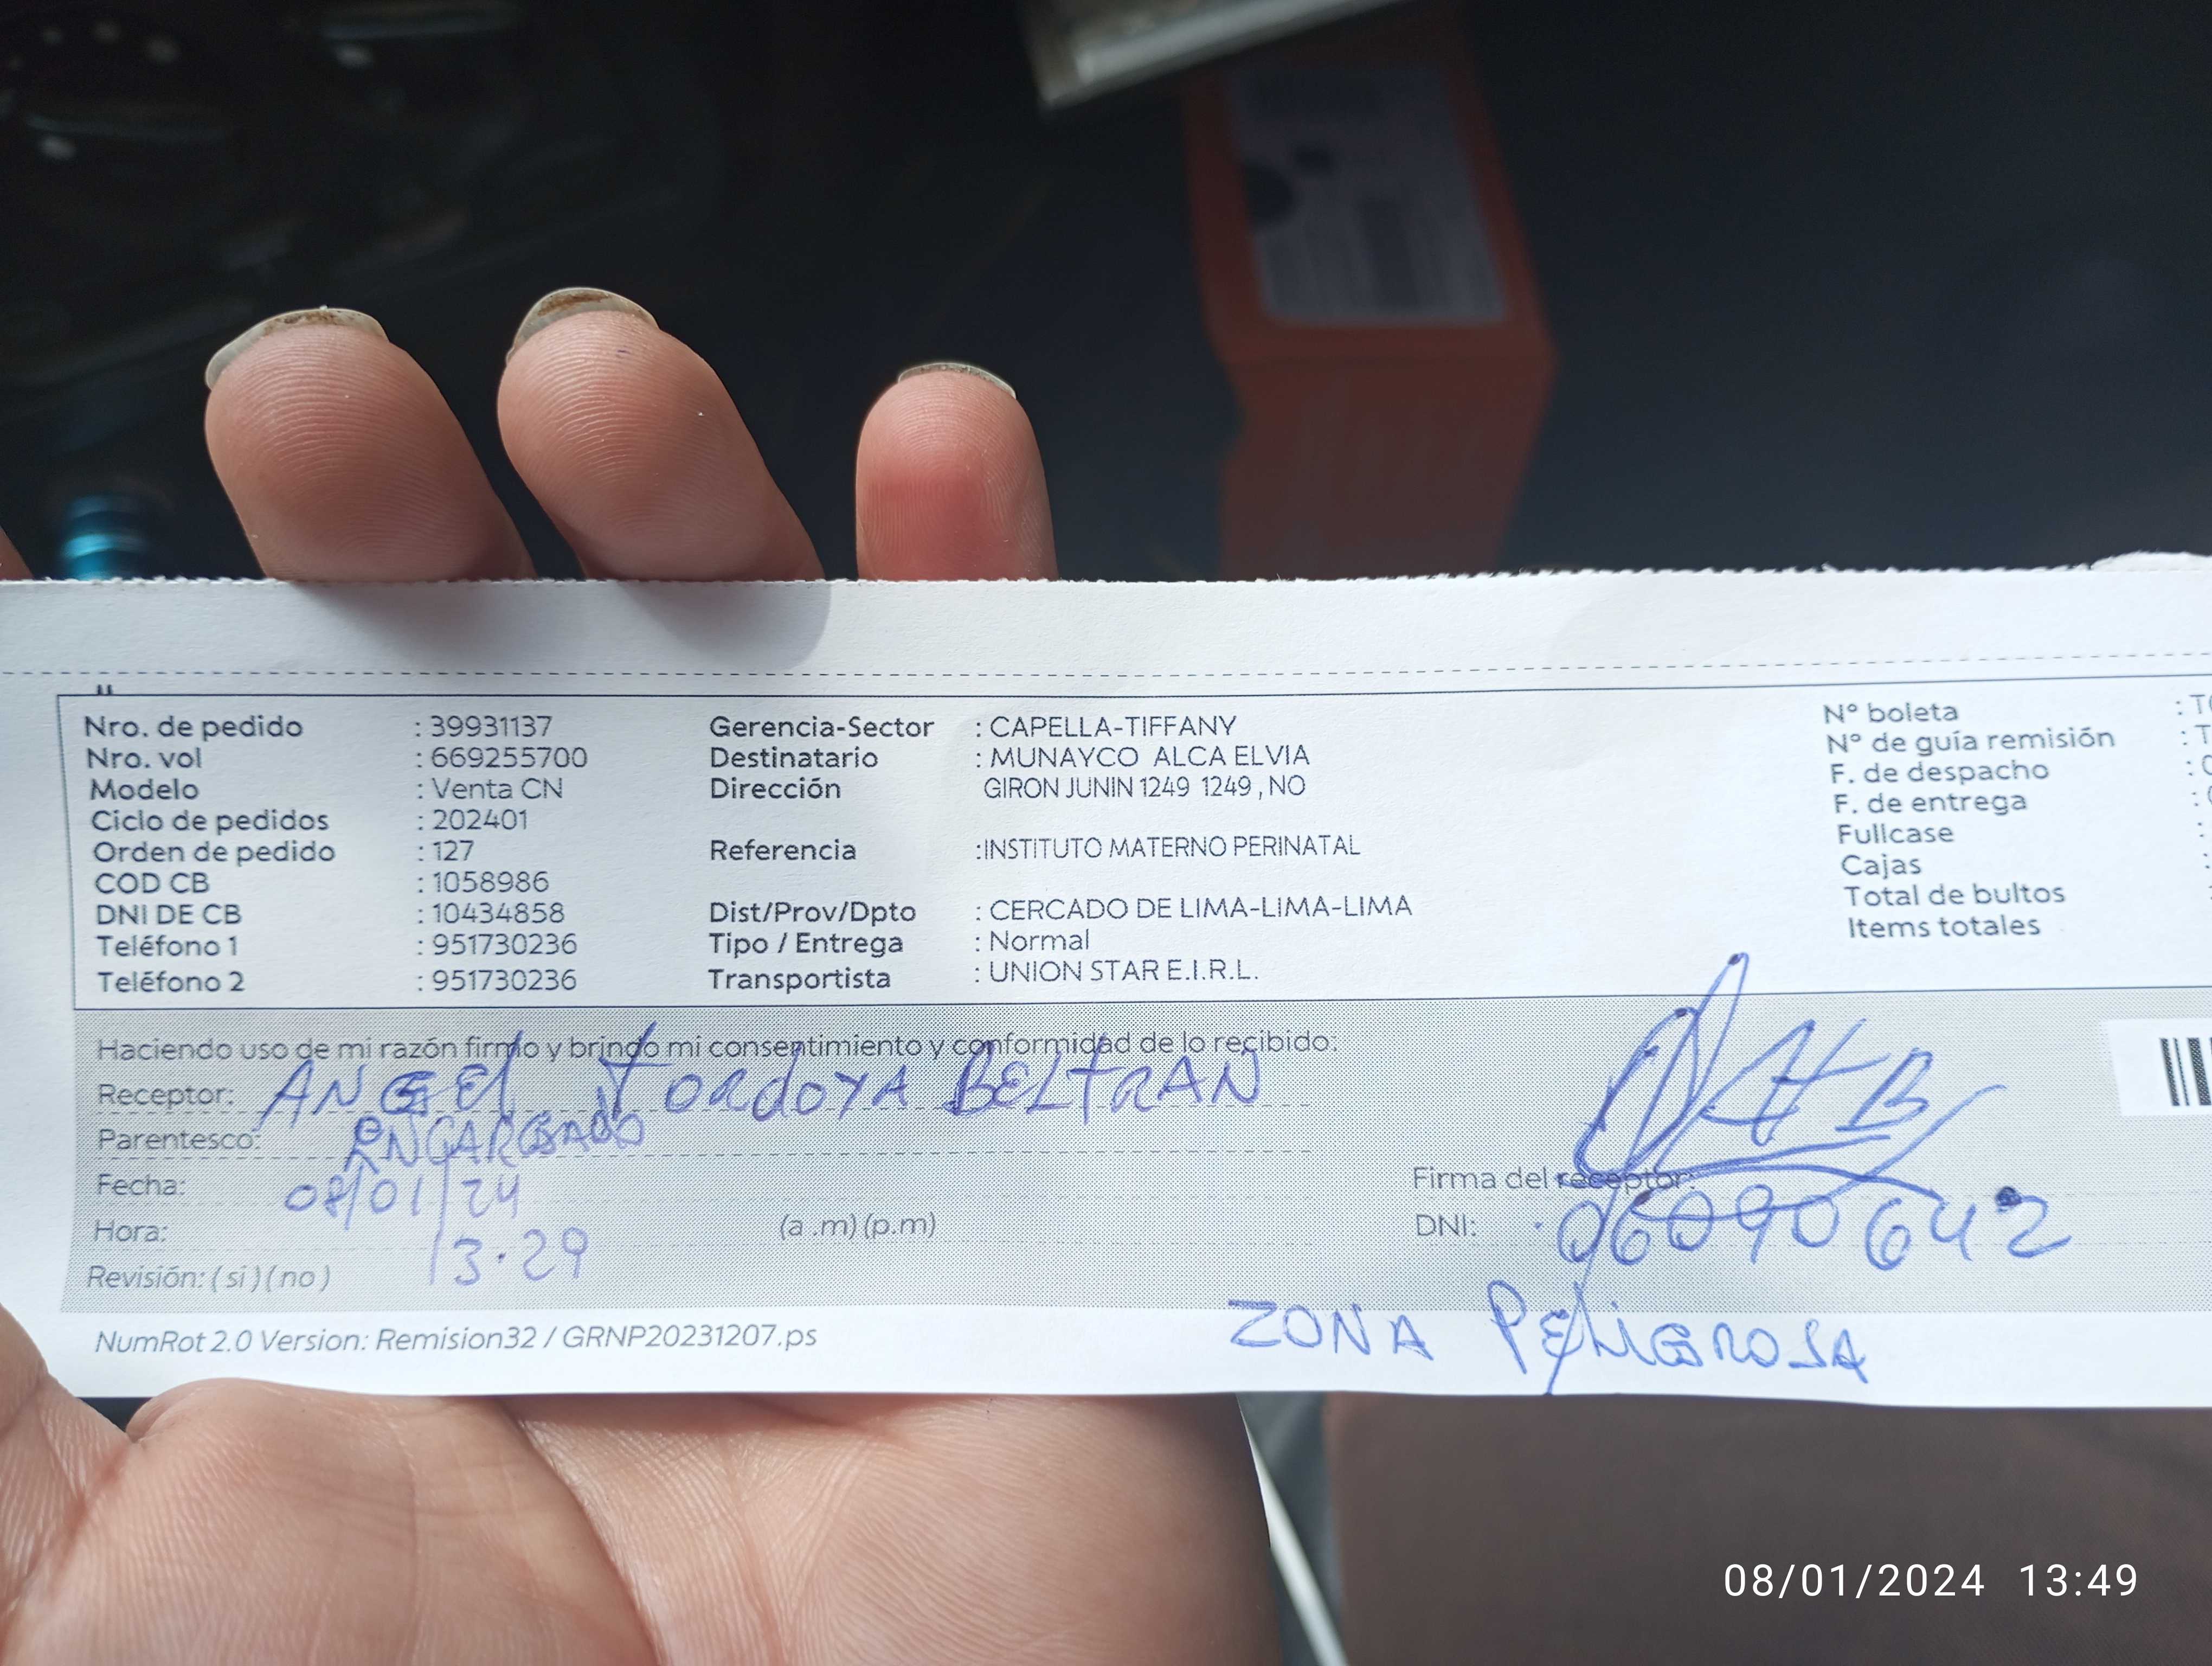 Nro. de pedido : 39931137 Gerencia-Sector : CAPELLA-TIFFANY Nº boleta : T
Nro. vol : 669255700 Destinatario : MUNAYCO ALCA ELVIA Nº de guía remisión : T
Modelo : Venta CN Dirección GIRON JUNIN 1249 1249 , NO F. de despacho :
Ciclo de pedidos : 202401 F. de entrega :
Orden de pedido : 127 Referencia :INSTITUTO MATERNO PERINATAL Fullcase :
COD CB : 1058986 Cajas :
DNI DE CB : 10434858 Dist/Prov/Dpto : CERCADO DE LIMA-LIMA-LIMA Total de bultos
Teléfono 1 : 951730236 Tipo / Entrega : Normal Items totales
Teléfono 2 : 951730236 Transportista : UNION STAR E.I.R.L.
Haciendo uso de mi razón firmo y brindo mi consentimiento y conformidad de lo recibido:
Receptor: ANGEl TORdOYA BELTRAN
Parentesco: ENCARGADO
Fecha: 08/01/24 Firma del receptor:
Hora: 13.29 (a .m) (p.m) DNI: 06090642
Revisión: ( si ) ( no )
ZONA PELIGROSA
NumRot 2.0 Version: Remision32 / GRNP20231207.ps
08/01/2024 13:49